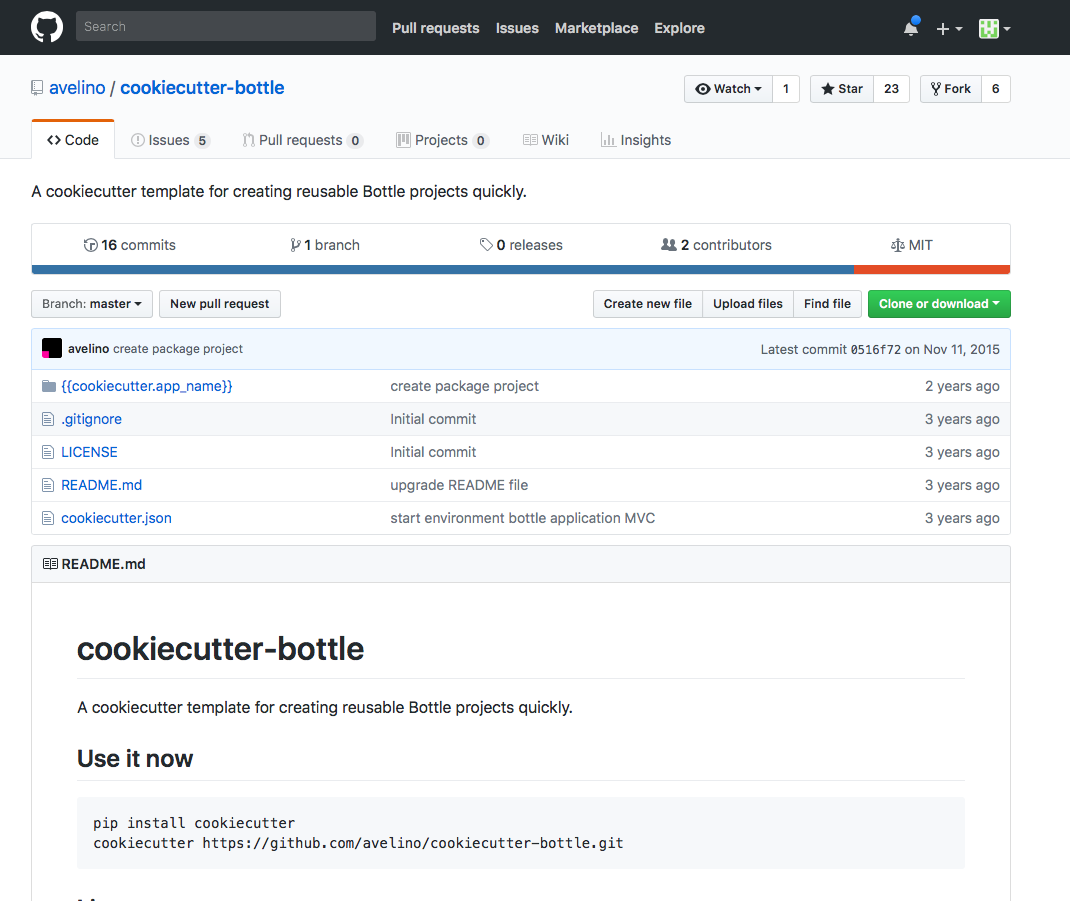 Search Pull requests Issues Marketplace Explore
avelino / cookiecutter-bottle Watch 1 Star 23 Fork 6
Code Issues 5 Pull requests 0 Projects 0 Wiki Insights
A cookiecutter template for creating reusable Bottle projects quickly.
16 commits 1 branch 0 releases 2 contributors MIT
Branch: master New pull request Create new file Upload files Find file Clone or download
avelino create package project Latest commit 0516f72 on Nov 11, 2015
{{cookiecutter.app_name}} create package project 2 years ago
.gitignore Initial commit 3 years ago
LICENSE Initial commit 3 years ago
README.md upgrade README file 3 years ago
cookiecutter.json start environment bottle application MVC 3 years ago
README.md
cookiecutter-bottle
A cookiecutter template for creating reusable Bottle projects quickly.
Use it now
pip install cookiecutter
cookiecutter https://github.com/avelino/cookiecutter-bottle.git